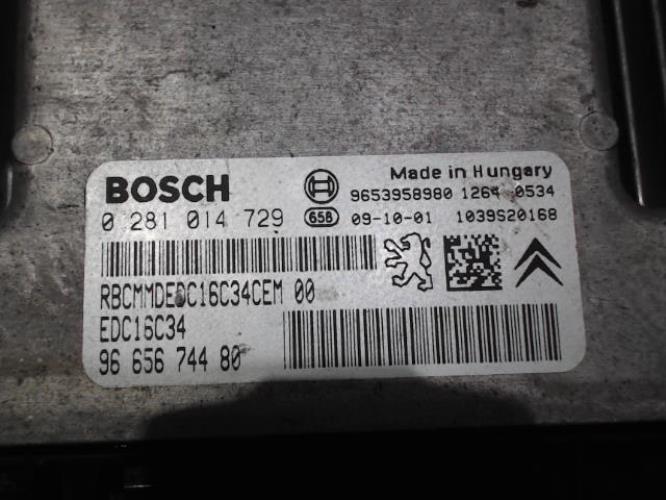 BOSCH
Made in Hungary
9653958980 1264 0534
0 281 014 729 658 09-10-01 1039S20168
RBCMMDEDC16C34CEM 00
EDC16C34
96 656 744 80